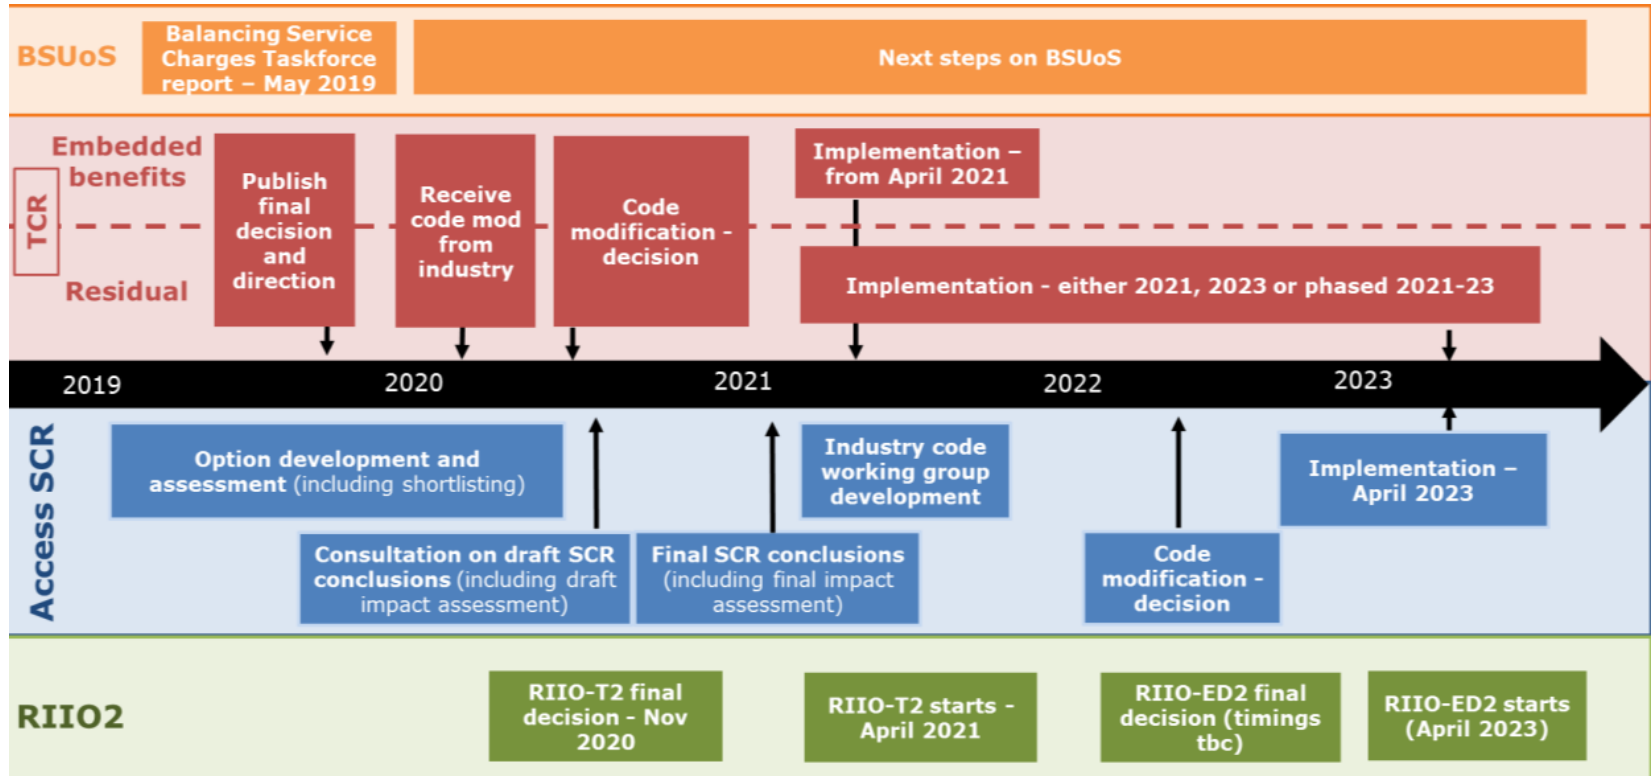 BSUoS
Balancing Service
Charges Taskforce
report – May 2019
Next steps on BSUoS
TCR
Embedded
benefits
Residual
Publish
final
decision
and
direction
Receive
code mod
from
industry
Code
modification -
decision
Implementation –
from April 2021
Implementation - either 2021, 2023 or phased 2021-23
2019
2020
2021
2022
2023
Access SCR
Option development and
assessment (including shortlisting)
Consultation on draft SCR
conclusions (including draft
impact assessment)
Final SCR conclusions
(including final impact
assessment)
Industry code
working group
development
Code
modification -
decision
Implementation –
April 2023
RIIO2
RIIO-T2 final
decision - Nov
2020
RIIO-T2 starts -
April 2021
RIIO-ED2 final
decision (timings
tbc)
RIIO-ED2 starts
(April 2023)